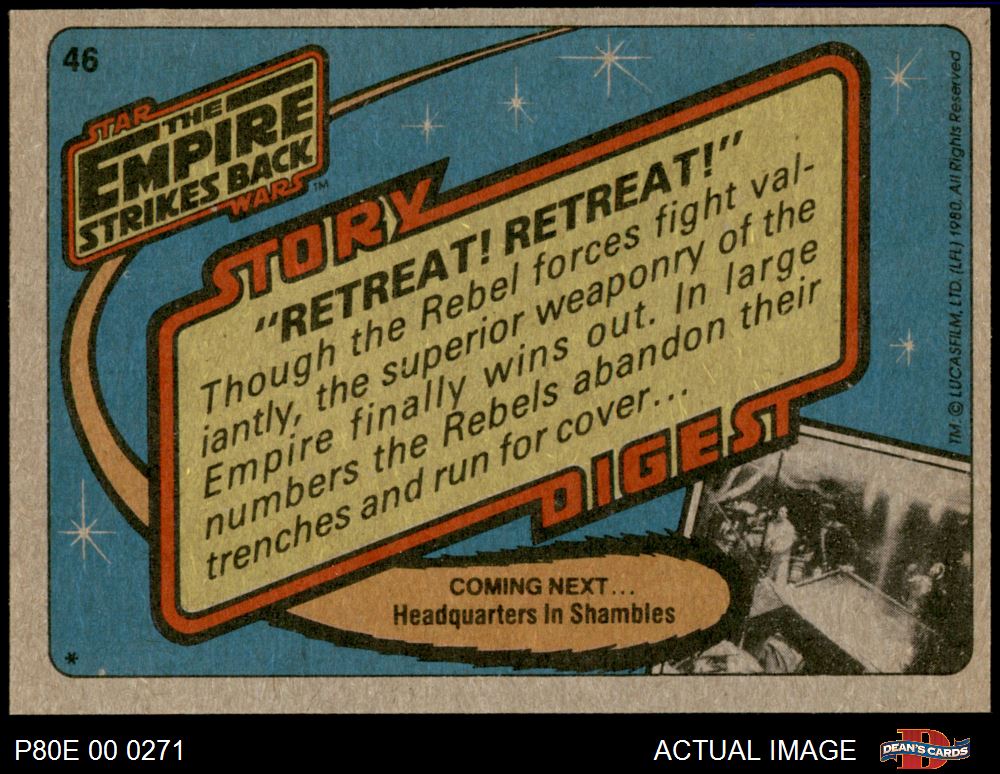 46
STAR
THE
EMPIRE
STRIKES BACK
WARS™
STORY
"RETREAT! RETREAT!"
Though the Rebel forces fight val-
iantly, the superior weaponry of the
Empire finally wins out. In large
numbers the Rebels abandon their
trenches and run for cover...
DIGEST
COMING NEXT...
Headquarters In Shambles
*
TM: © LUCASFILM, LTD. (LFL) 1980. All Rights Reserved
P80E 00 0271
ACTUAL IMAGE
DEAN'S CARDS